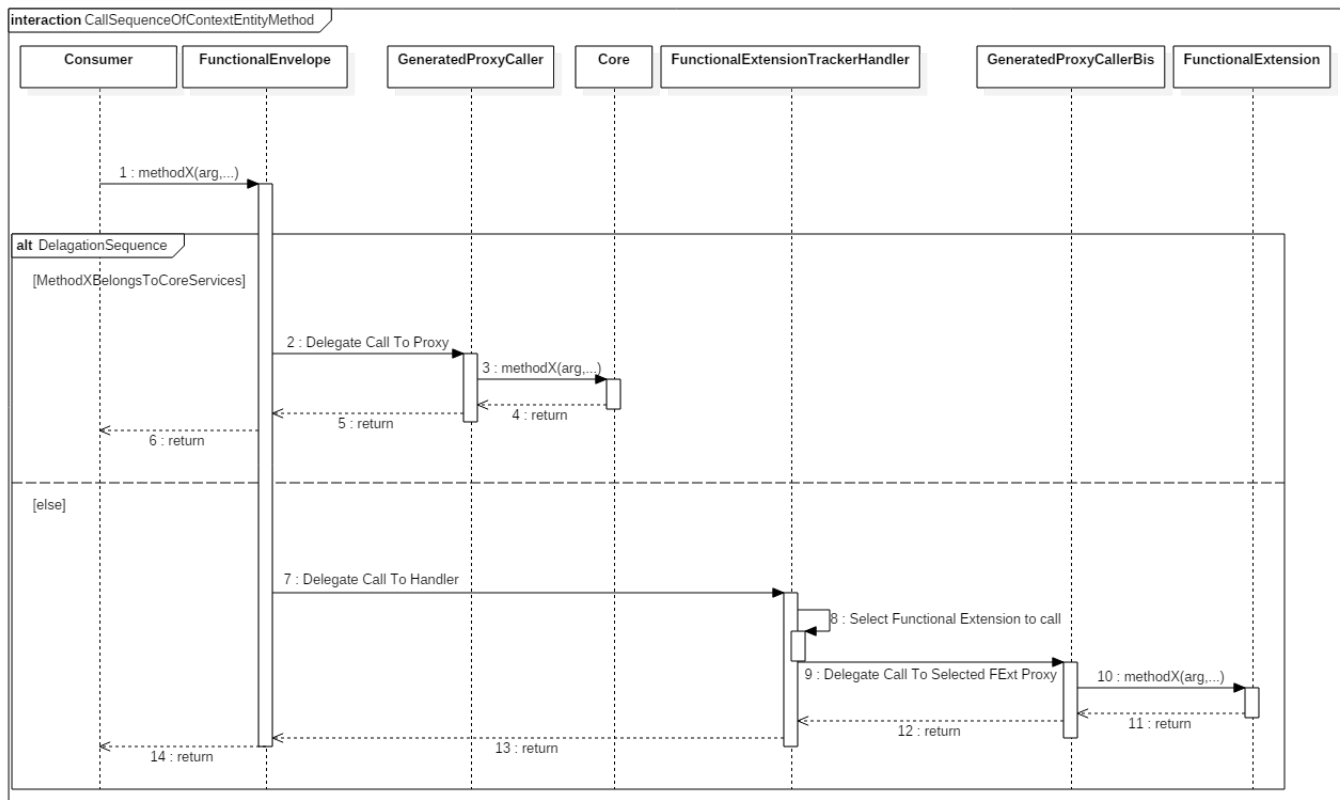 interaction CallSequenceOfContextEntityMethod
Consumer
FunctionalEnvelope
GeneratedProxyCaller
Core
FunctionalExtensionTrackerHandler
GeneratedProxyCallerBis
FunctionalExtension
1 : methodX(arg,...)
alt DelagationSequence
[MethodXBelongsToCoreServices]
2 : Delegate Call To Proxy
3 : methodX(arg,...)
4 : return
5 : return
6 : return
[else]
7 : Delegate Call To Handler
8 : Select Functional Extension to call
9 : Delegate Call To Selected FExt Proxy
10 : methodX(arg,...)
11 : return
12 : return
13 : return
14 : return